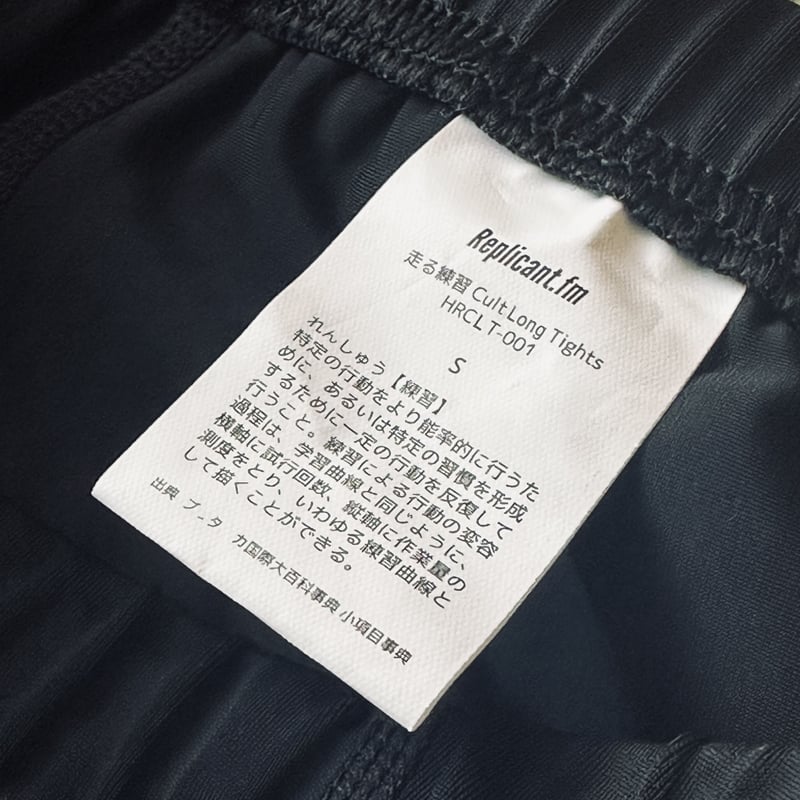 Replicant.fm
走る練習 Cult Long Tights
HRCLT-001
S
れんしゅう【練習】
特定の行動をより能率的に行うた
めに、あるいは特定の習慣を形成
するために一定の行動を反復して
行うこと。練習による行動の変容
過程は、学習曲線と同じように、
横軸に試行回数、縦軸に作業量の
測度をとり、いわゆる練習曲線と
して描くことができる。
出典 ブ タ カ国際大百科事典 小項目事典